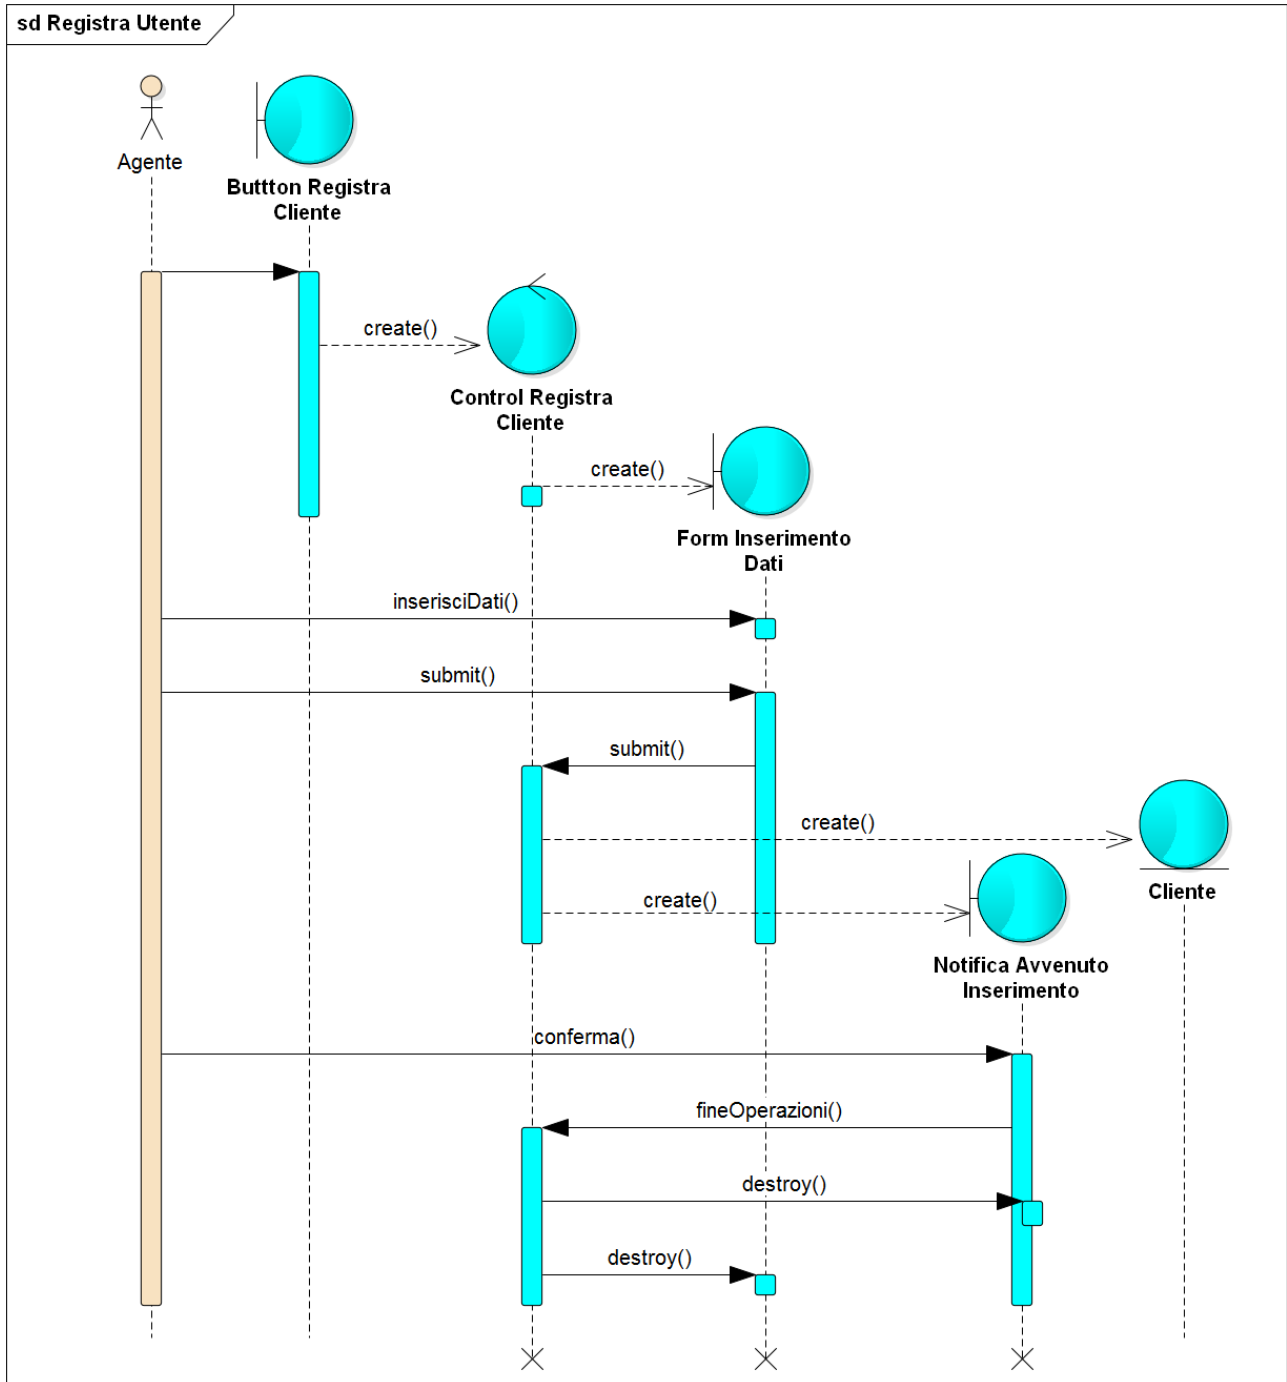 sd Registra Utente
Agente
Buttton Registra
Cliente
create()
Control Registra
Cliente
create()
Form Inserimento
Dati
inserisciDati()
submit()
submit()
create()
Cliente
create()
Notifica Avvenuto
Inserimento
conferma()
fineOperazioni()
destroy()
destroy()